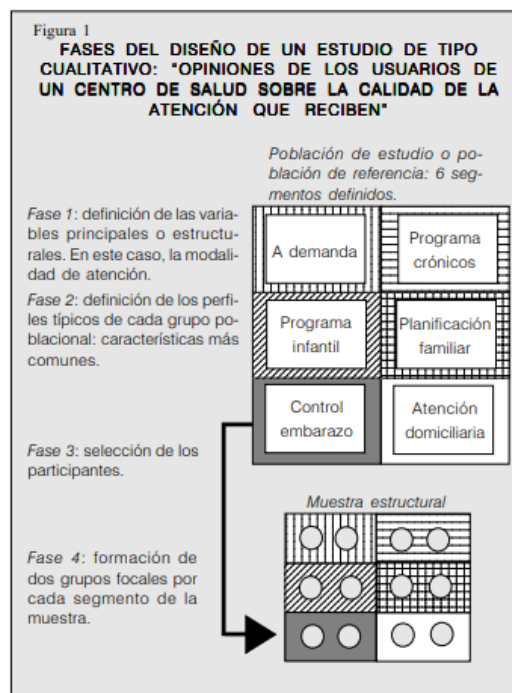 Figura 1
FASES DEL DISEÑO DE UN ESTUDIO DE TIPO
CUALITATIVO: "OPINIONES DE LOS USUARIOS DE
UN CENTRO DE SALUD SOBRE LA CALIDAD DE LA
ATENCIÓN QUE RECIBEN"
Población de estudio o po-
blación de referencia: 6 seg-
mentos definidos.
Fase 1: definición de las varia-
bles principales o estructu-
rales. En este caso, la modali-
dad de atención.
Fase 2: definición de los perfi-
les típicos de cada grupo po-
blacional: características más
comunes.
Fase 3: selección de los
participantes.
Fase 4: formación de
dos grupos focales por
cada segmento de la
muestra.
A demanda
Programa
crónicos
Programa
infantil
Planificación
familiar
Control
embarazo
Atención
domiciliaria
Muestra estructural